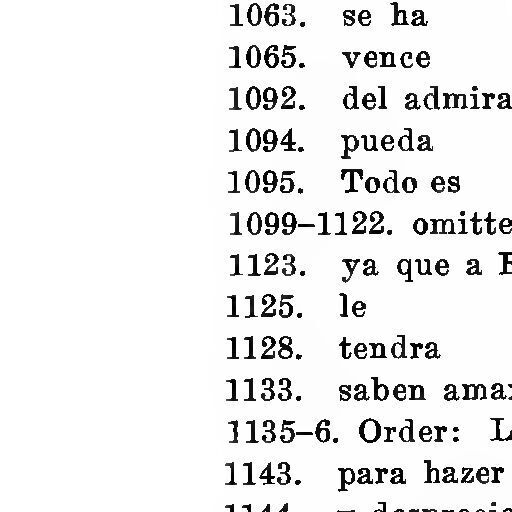 1063. se ha
1065. vence
1092. del admira
1094. pueda
1095. Todo es
1099–1122. omitte
1123. ya que a
1125. le
1128. tendra
1133. saben ama
1135–6. Order: L
1143. para hazer